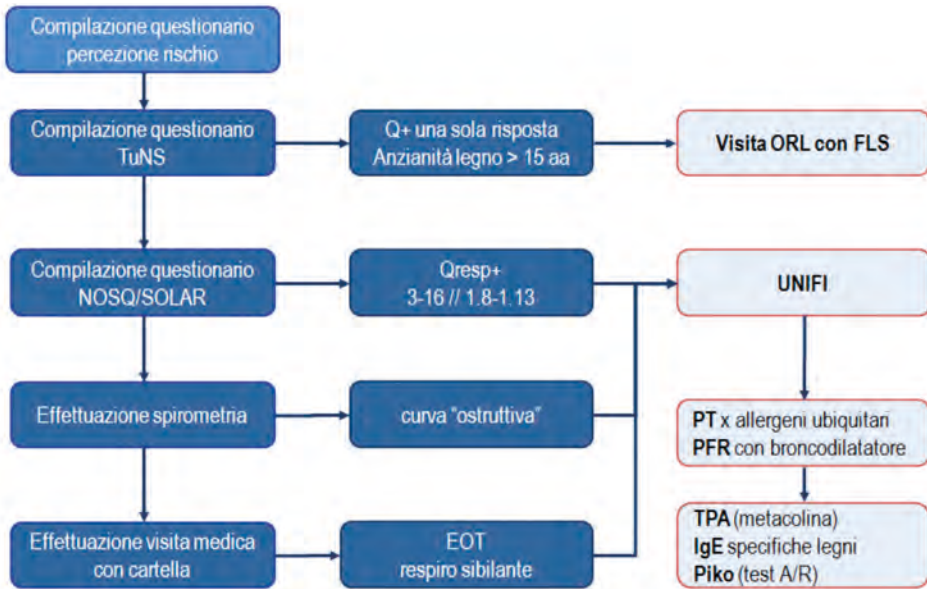 Compilazione questionario
percezione rischio
Compilazione questionario
TuNS
Q+ una sola risposta
Anzianità legno > 15 aa
Visita ORL con FLS
Compilazione questionario
NOSQ/SOLAR
Qresp+
3-16 // 1.8-1.13
UNIFI
Effettuazione spirometria
curva "ostruttiva"
PT x allergeni ubiquitari
PFR con broncodilatatore
Effettuazione visita medica
con cartella
EOT
respiro sibilante
TPA (metacolina)
IgE specifiche legni
Piko (test A/R)